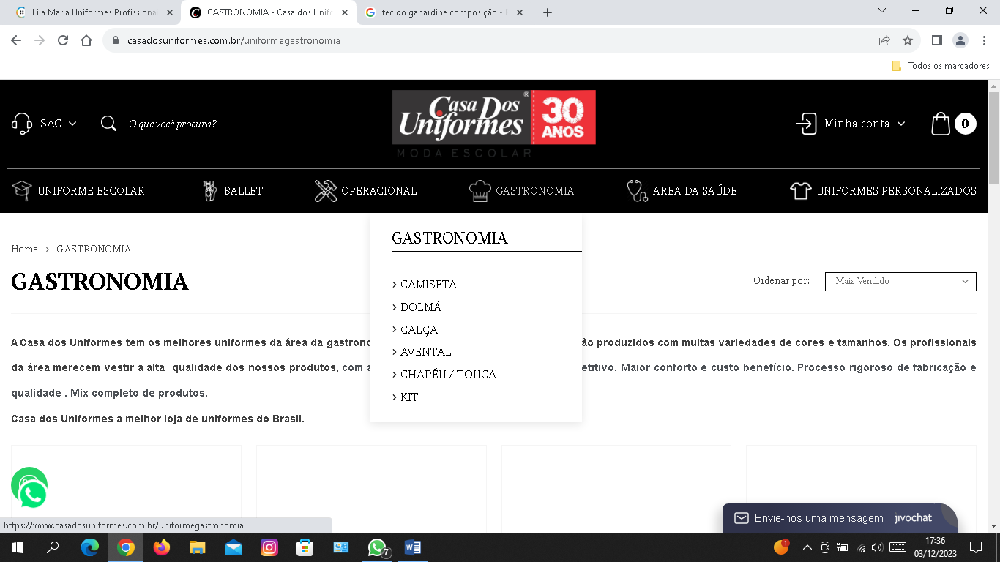 Lila Maria Uniformes Profissiona
GASTRONOMIA - Casa dos Unif
tecido gabardine composição -
casadosuniformes.com.br/uniformegastronomia
Todos os marcadores
SAC
O que você procura?
CASA DOS UNIFORMES ®
30 ANOS
MODA ESCOLAR
Minha conta
0
UNIFORME ESCOLAR
BALLET
OPERACIONAL
GASTRONOMIA
AREA DA SAÚDE
UNIFORMES PERSONALIZADOS
GASTRONOMIA
CAMISETA
DOLMÃ
CALÇA
AVENTAL
CHAPÉU / TOUCA
KIT
Home > GASTRONOMIA
GASTRONOMIA
Ordenar por:
Mais Vendido
A Casa dos Uniformes tem os melhores uniformes da área da gastrono ão produzidos com muitas variedades de cores e tamanhos. Os profissionais
da área merecem vestir a alta qualidade dos nossos produtos, com a etitivo. Maior conforto e custo benefício. Processo rigoroso de fabricação e
qualidade . Mix completo de produtos.
Casa dos Uniformes a melhor loja de uniformes do Brasil.
Envie-nos uma mensagem jivochat
https://www.casadosuniformes.com.br/uniformegastronomia
7
1
17:36
03/12/2023